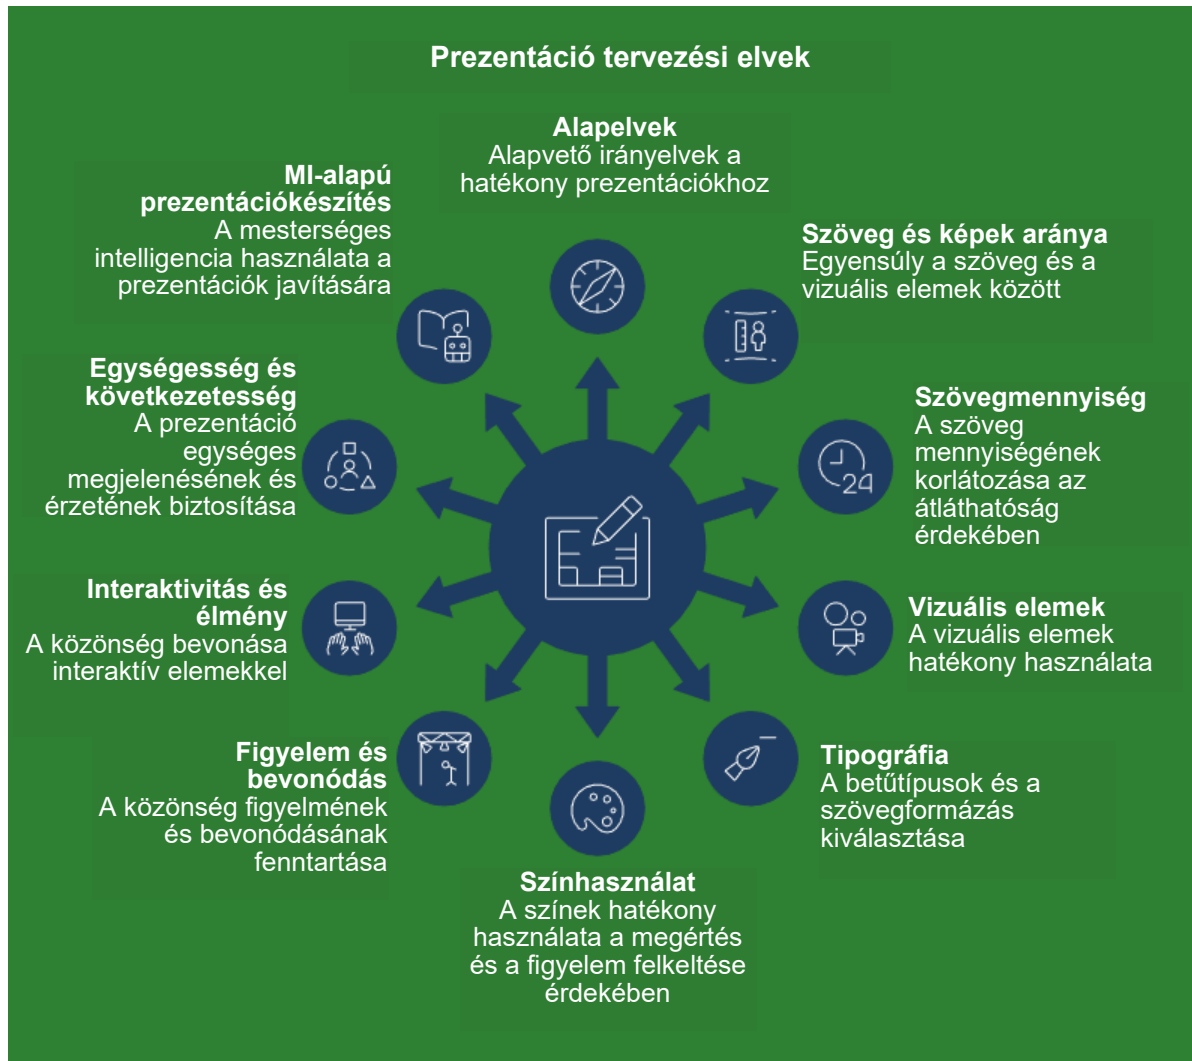 Prezentáció tervezési elvek
Alapelvek
Alapvető irányelvek a
hatékony prezentációkhoz
Szöveg és képek aránya
Egyensúly a szöveg és a
vizuális elemek között
Szövegmennyiség
A szöveg
mennyiségének
korlátozása az
átláthatóság
érdekében
24
Vizuális elemek
A vizuális elemek
hatékony használata
Tipográfia
A betűtípusok és a
szövegformázás
kiválasztása
Színhasználat
A színek hatékony
használata a megértés
és a figyelem felkeltése
érdekében
Figyelem és
bevonódás
A közönség figyelmének
és bevonódásának
fenntartása
Interaktivitás és
élmény
A közönség bevonása
interaktív elemekkel
Egységesség és
következetesség
A prezentáció
egységes
megjelenésének és
érzetének biztosítása
MI-alapú
prezentációkészítés
A mesterséges
intelligencia használata a
prezentációk javítására